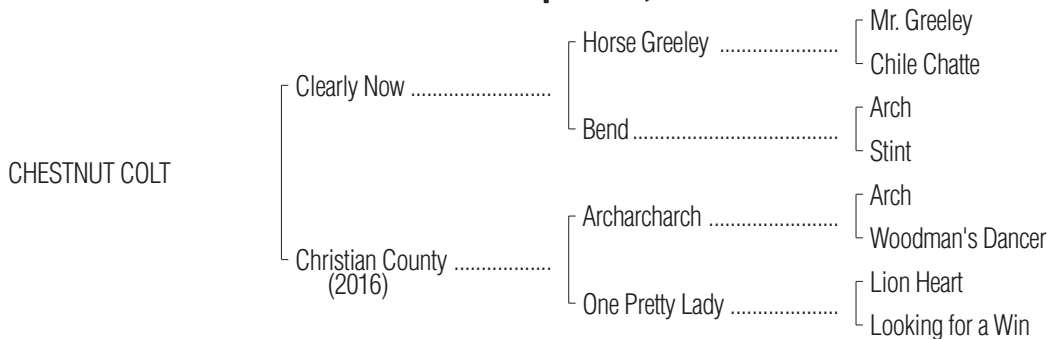 Mr. Greeley
Horse Greeley ......................
Chile Chatte
Clearly Now ..........................
Arch
Bend ......................................
Stint
CHESTNUT COLT
Arch
Archarcharch ........................
Woodman's Dancer
Christian County ..................
(2016)
Lion Heart
One Pretty Lady ....................
Looking for a Win